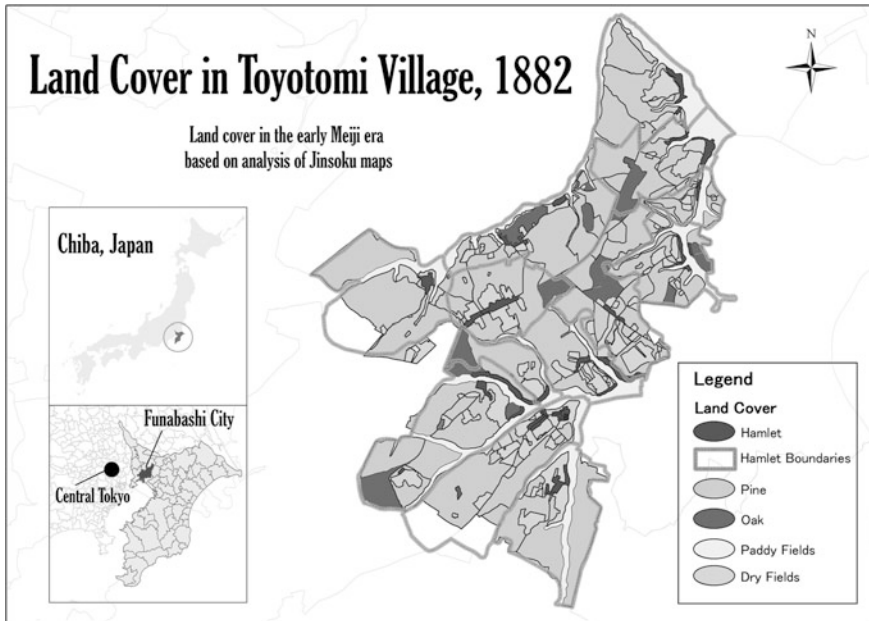 Land Cover in Toyotomi Village, 1882
Land cover in the early Meiji era
based on analysis of Jinsoku maps
N
Chiba, Japan
Funabashi City
Central Tokyo
Legend
Land Cover
Hamlet
Hamlet Boundaries
Pine
Oak
Paddy Fields
Dry Fields